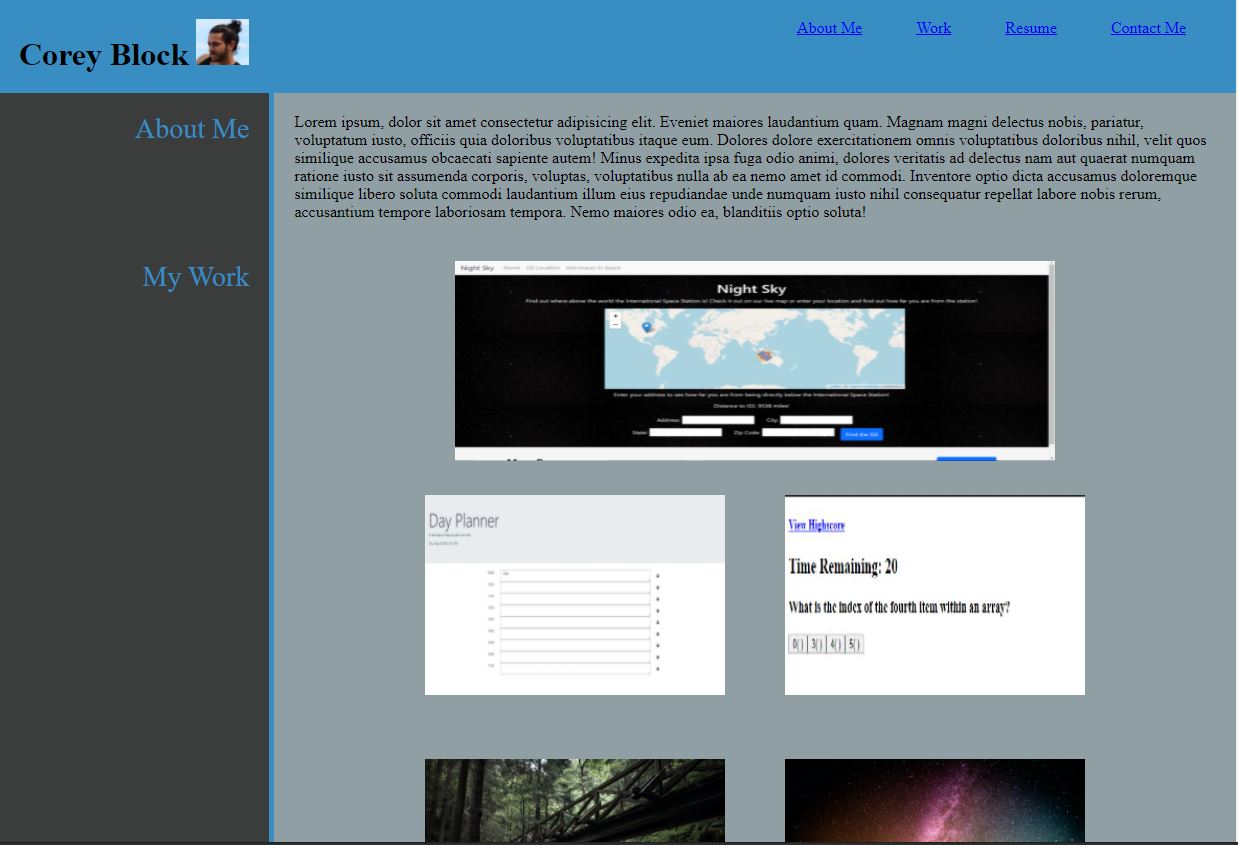 Corey Block
About Me Work Resume Contact Me
About Me
Lorem ipsum, dolor sit amet consectetur adipisicing elit. Eveniet maiores laudantium quam. Magnam magni delectus nobis, pariatur,
voluptatum iusto, officiis quia doloribus voluptatibus itaque eum. Dolores dolore exercitationem omnis voluptatibus doloribus nihil, velit quos
similique accusamus obcaecati sapiente autem! Minus expedita ipsa fuga odio animi, dolores veritatis ad delectus nam aut quaerat numquam
ratione iusto sit assumenda corporis, voluptas, voluptatibus nulla ab ea nemo amet id commodi. Inventore optio dicta accusamus doloremque
similique libero soluta commodi laudantium illum eius repudiandae unde numquam iusto nihil consequatur repellat labore nobis rerum,
accusantium tempore laboriosam tempora. Nemo maiores odio ea, blanditiis optio soluta!
My Work
Night Sky Home ISS Location Astronauts in Space
Night Sky
Find out where above the world the International Space Station is! Check it out on our live map or enter your location and find out how far you are from the station!
+
−
Enter your address to see how far you are from being directly below the International Space Station!
Distance to ISS: 9538 miles!
Address: City:
State: Zip Code: Find the ISS
Day Planner
View Highscore
Time Remaining: 20
What is the index of the fourth item within an array?
0() 3() 4() 5()